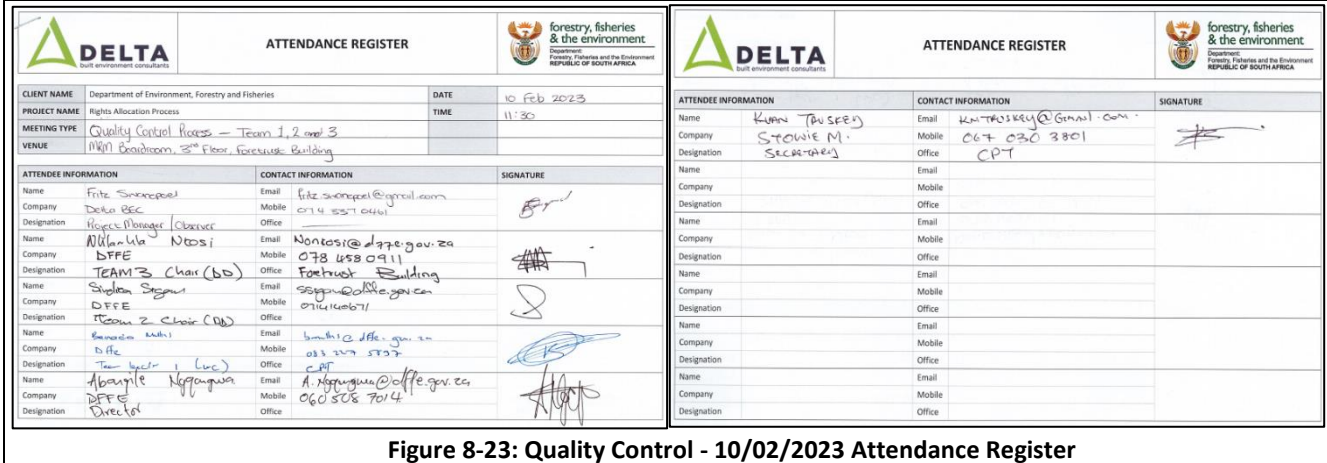 DELTA
built environment consultants
ATTENDANCE REGISTER
forestry, fisheries
& the environment
Department:
Forestry, Fisheries and the Environment
REPUBLIC OF SOUTH AFRICA
CLIENT NAME Department of Environment, Forestry and Fisheries DATE 10 Feb 2023
PROJECT NAME Rights Allocation Process TIME 11:30
MEETING TYPE Quality Control Process – Team 1, 2 and 3
VENUE MRM Boardroom, 3rd Floor, Foretrust Building
ATTENDEE INFORMATION CONTACT INFORMATION SIGNATURE
Name Fritz Email
Company Delta BEC Mobile
Designation Project Manager / Observer Office
Name Ntosi Email
Company DFFE Mobile 078 458 0911
Designation TEAM 3 Chair (DD) Office Foretrust Building
Name Email
Company DFFE Mobile
Designation Team 2 Chair (DD) Office
Name Email
Company Dffe Mobile
Designation Office CPT
Name Email
Company DFFE Mobile 060 508 7014
Designation Director Office
DELTA
built environment consultants
ATTENDANCE REGISTER
forestry, fisheries
& the environment
Department:
Forestry, Fisheries and the Environment
REPUBLIC OF SOUTH AFRICA
ATTENDEE INFORMATION CONTACT INFORMATION SIGNATURE
Name Email
Company STOWIE M. Mobile 067 030 3801
Designation SECRETARY Office CPT
Name Email
Company Mobile
Designation Office
Name Email
Company Mobile
Designation Office
Name Email
Company Mobile
Designation Office
Name Email
Company Mobile
Designation Office
Name Email
Company Mobile
Designation Office
Figure 8-23: Quality Control - 10/02/2023 Attendance Register